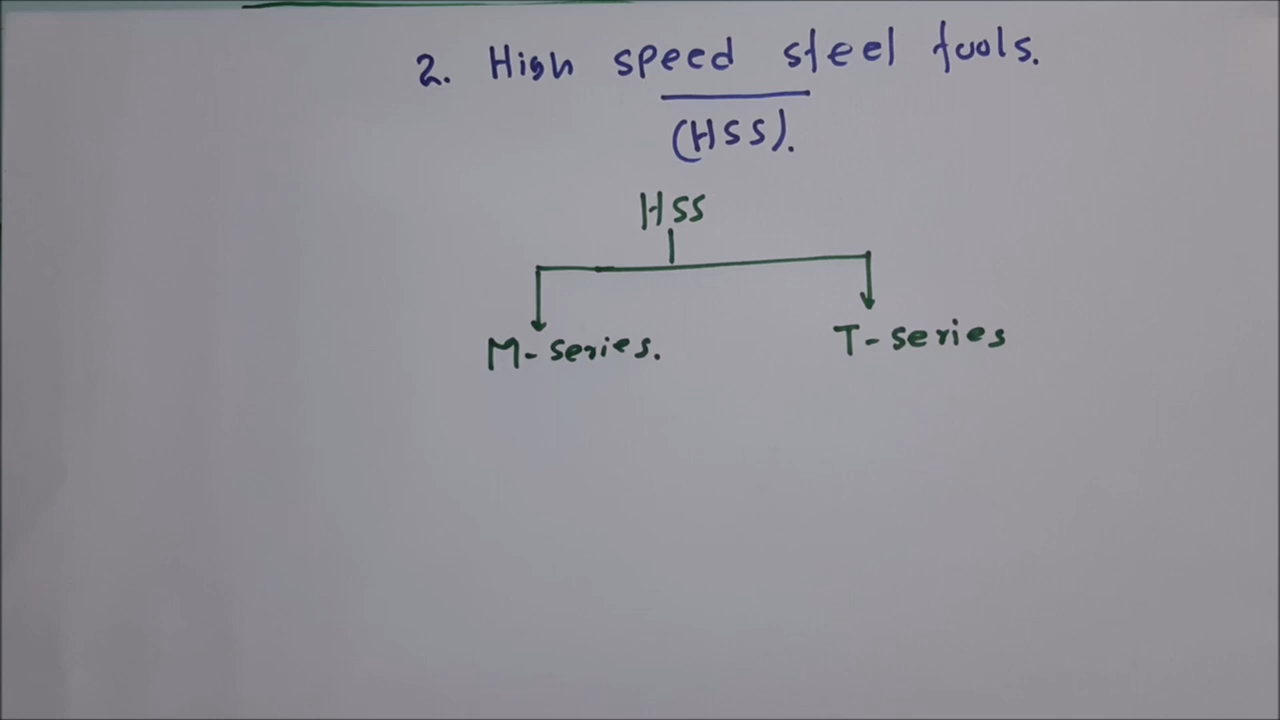 2. High speed steel tools.
(HSS).
HSS
M-series.
T-series